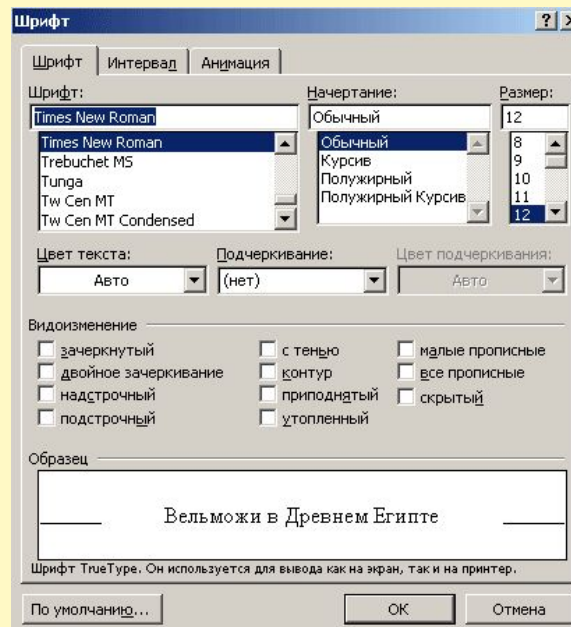 Шрифт
Шрифт Интервал Анимация
Шрифт: Начертание: Размер:
Times New Roman Обычный 12
Times New Roman Обычный 8
Trebuchet MS Курсив 9
Tunga Полужирный 10
Tw Cen MT Полужирный Курсив 11
Tw Cen MT Condensed 12
Цвет текста: Подчеркивание: Цвет подчеркивания:
Авто (нет) Авто
Видоизменение
зачеркнутый с тенью малые прописные
двойное зачеркивание контур все прописные
надстрочный приподнятый скрытый
подстрочный утопленный
Образец
Вельможи в Древнем Египте
Шрифт TrueType. Он используется для вывода как на экран, так и на принтер.
По умолчанию... ОК Отмена